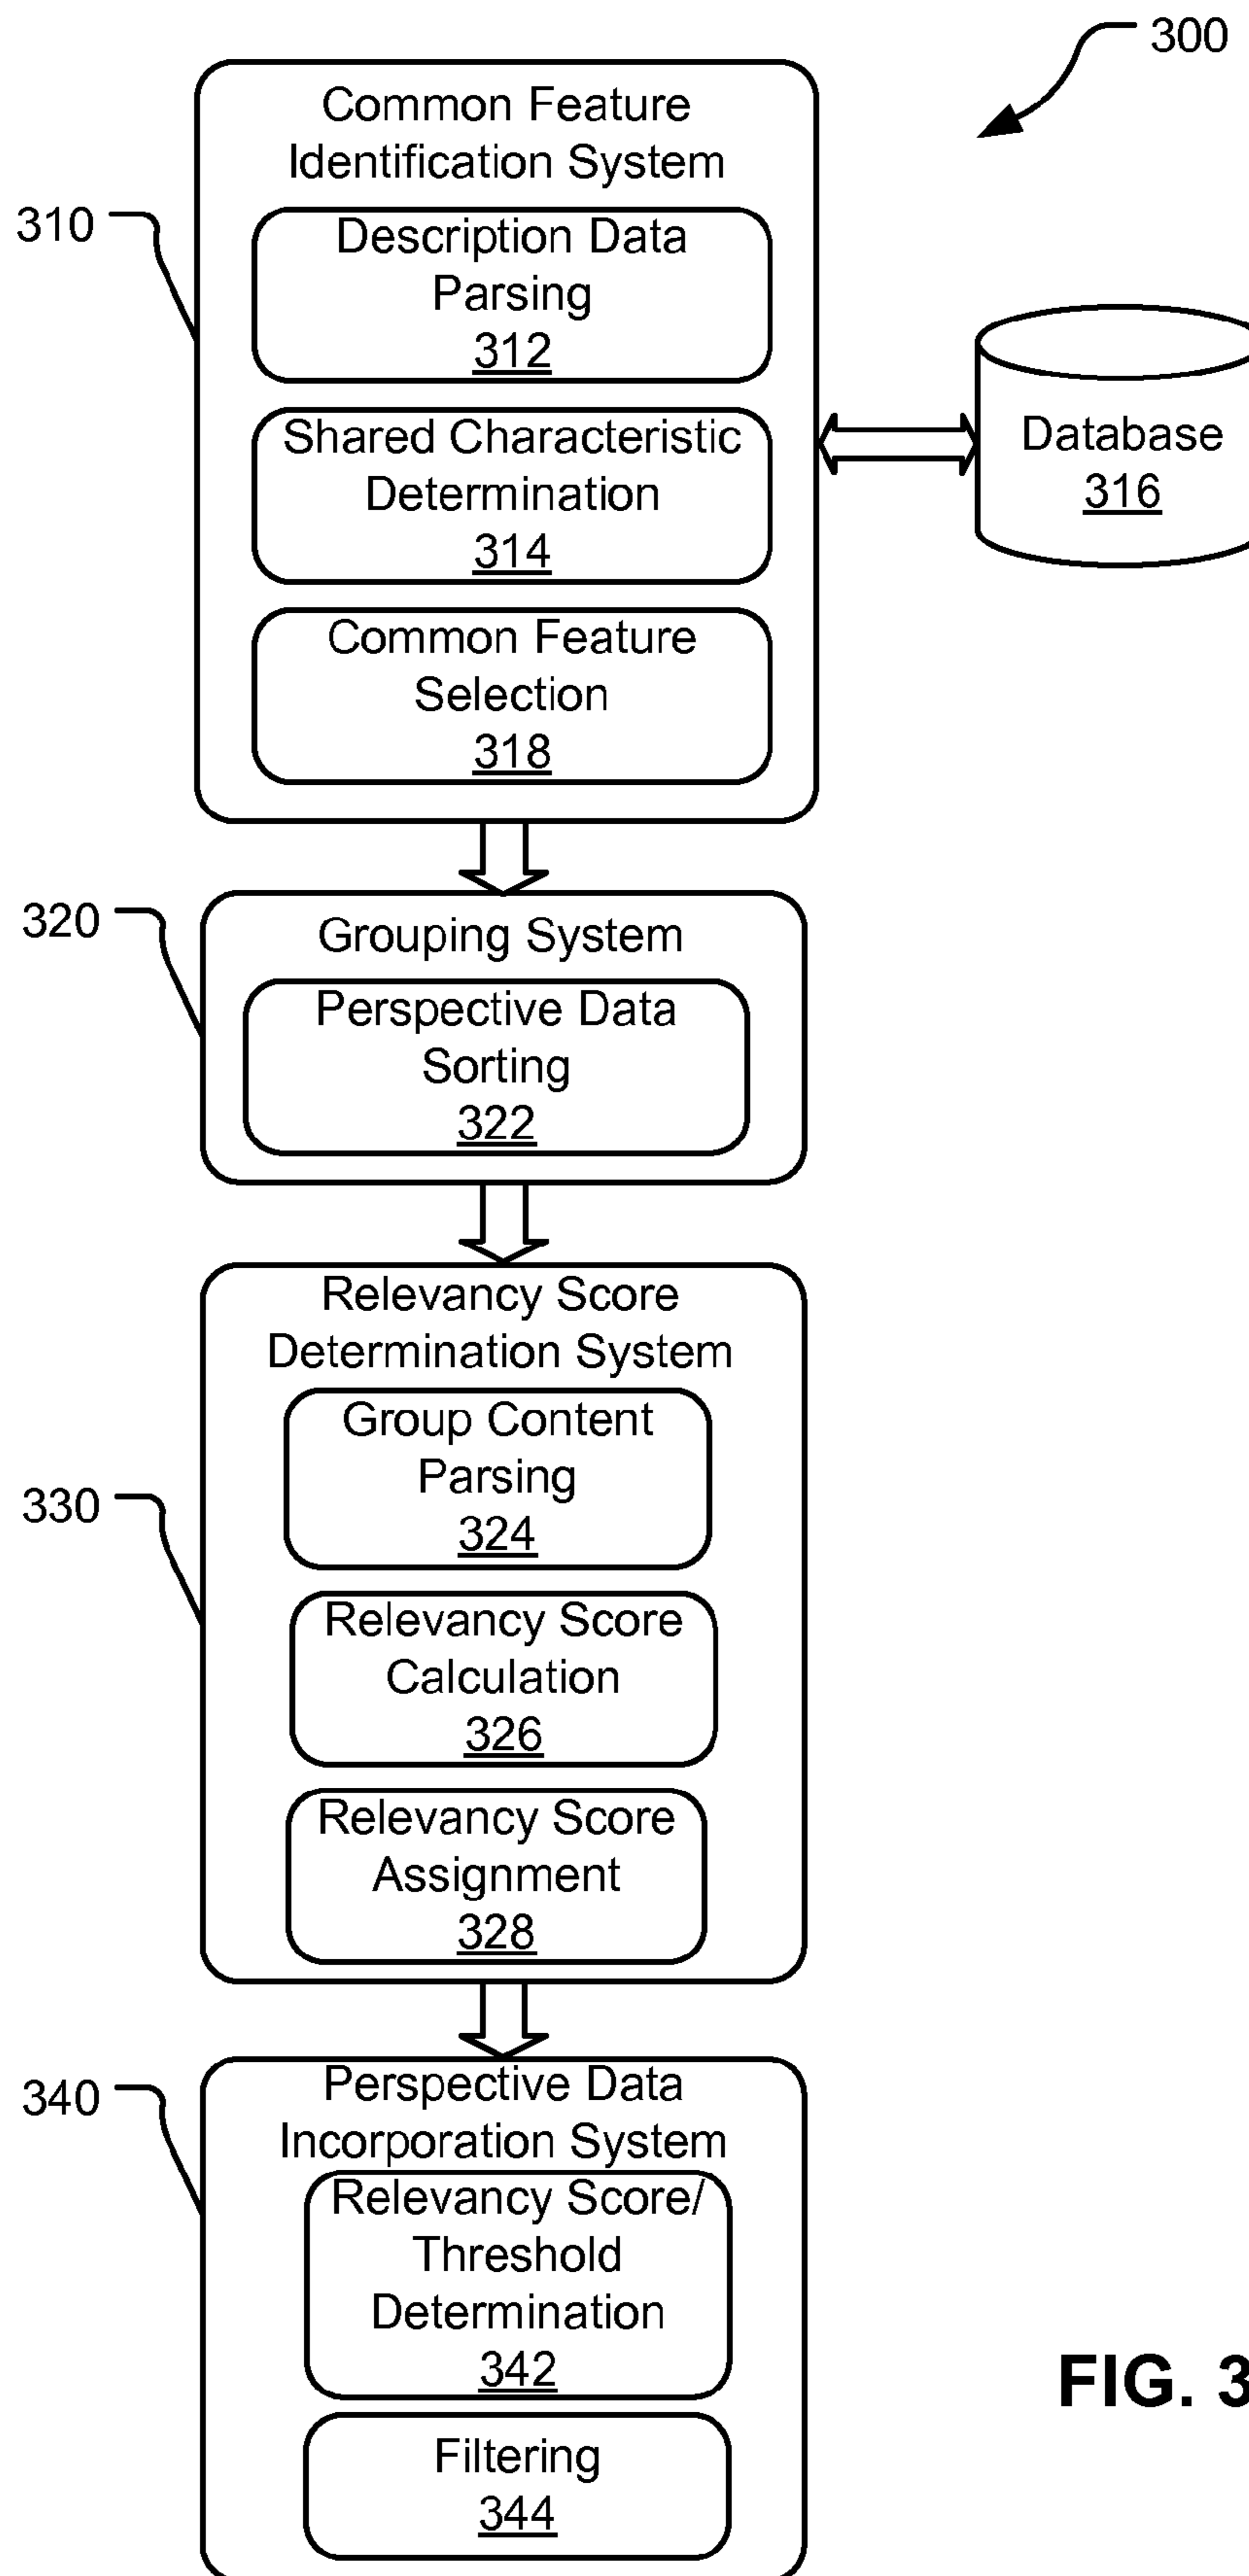 300
Common Feature
Identification System
310
Description Data
Parsing
312
Shared Characteristic
Determination
314
Database
316
Common Feature
Selection
318
320
Grouping System
Perspective Data
Sorting
322
Relevancy Score
Determination System
330
Group Content
Parsing
324
Relevancy Score
Calculation
326
Relevancy Score
Assignment
328
340
Perspective Data
Incorporation System
Relevancy Score/
Threshold
Determination
342
Filtering
344
FIG. 3